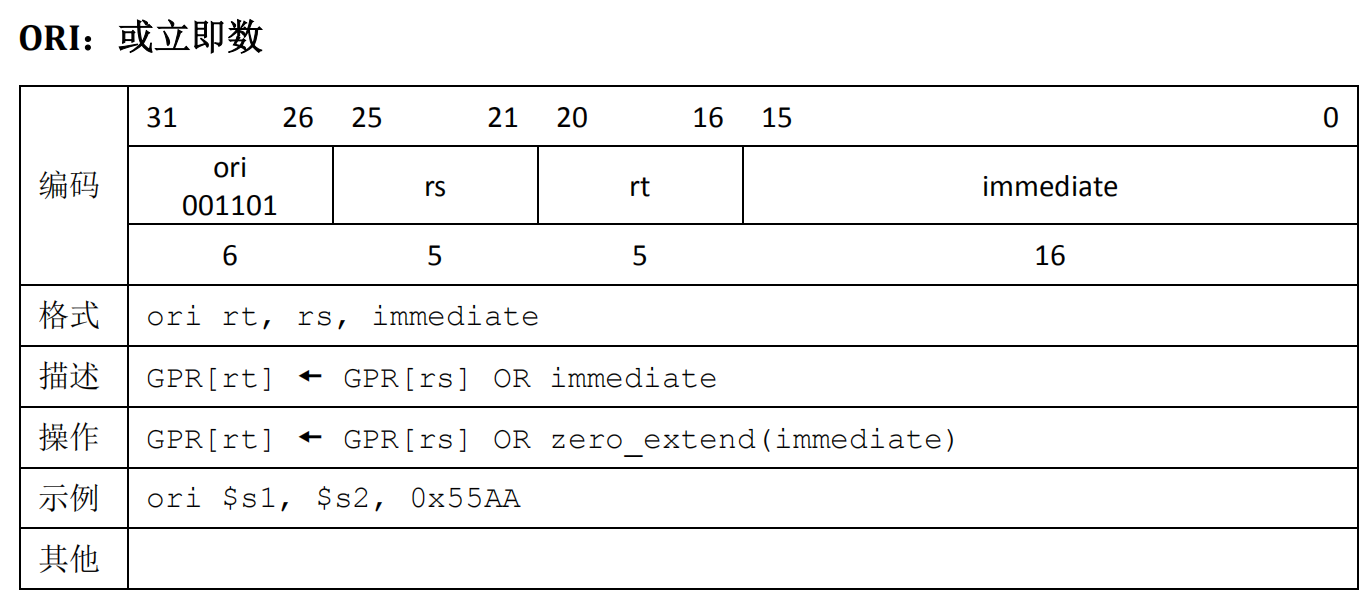 ORI：或立即数
编码
31 26 25 21 20 16 15 0
ori
001101
rs
rt
immediate
6 5 5 16
格式
ori rt, rs, immediate
描述
GPR[rt] ← GPR[rs] OR immediate
操作
GPR[rt] ← GPR[rs] OR zero_extend(immediate)
示例
ori $s1, $s2, 0x55AA
其他